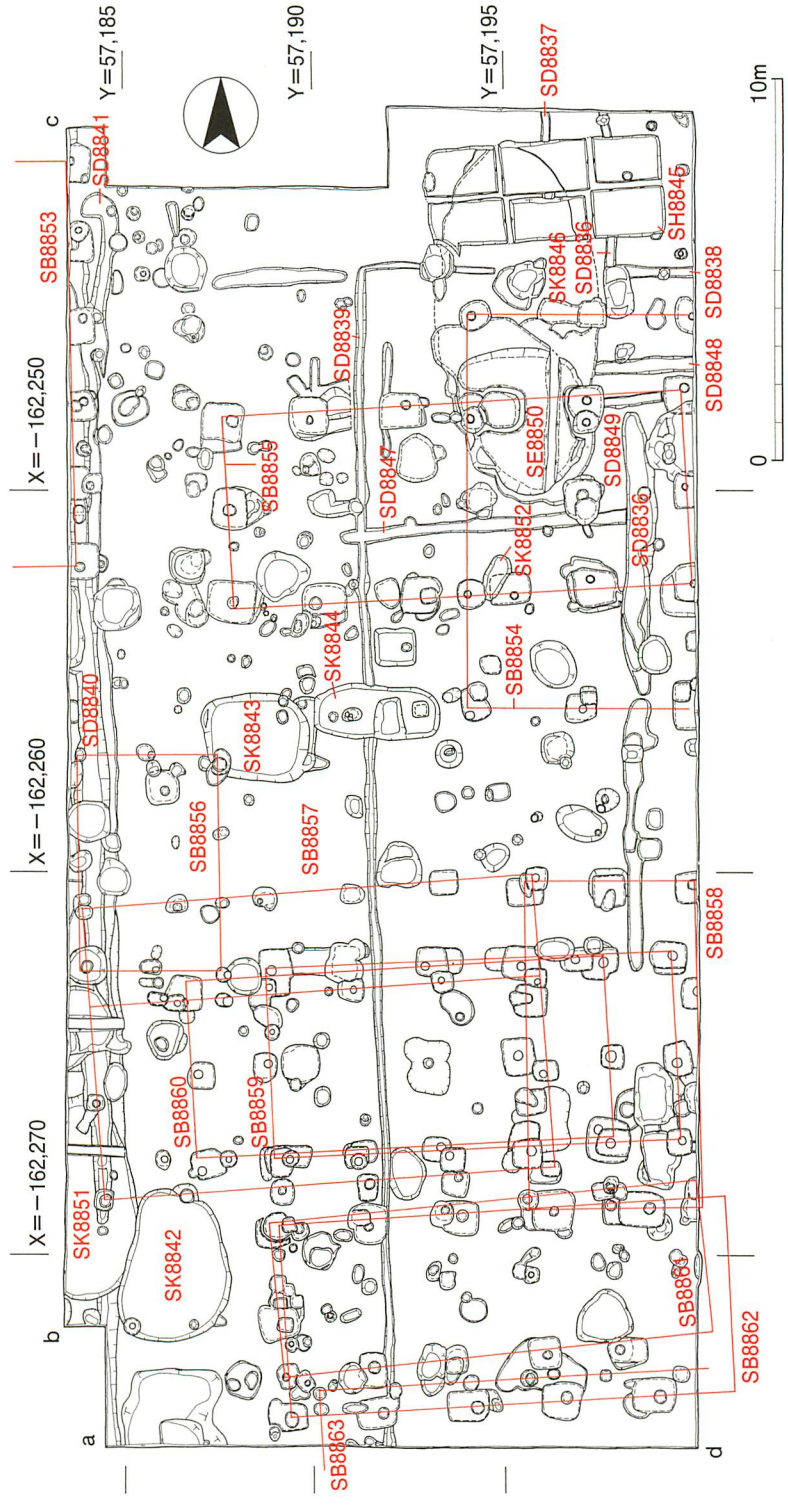 Y=57,185
Y=57,190
Y=57,195
X=−162,250
X=−162,260
X=−162,270
a
b
c
d
SB8853
SD8841
SD8837
SD8839
SK8846
SD8836
SH8845
SD8838
SD8848
SB8859
SD8847
SE8850
SD8849
SD8836
SK8852
SB8854
SK8844
SK8843
SD8840
SB8856
SB8857
SB8858
SB8860
SB8859
SK8851
SK8842
SB8861
SB8862
SB8863
0
10m